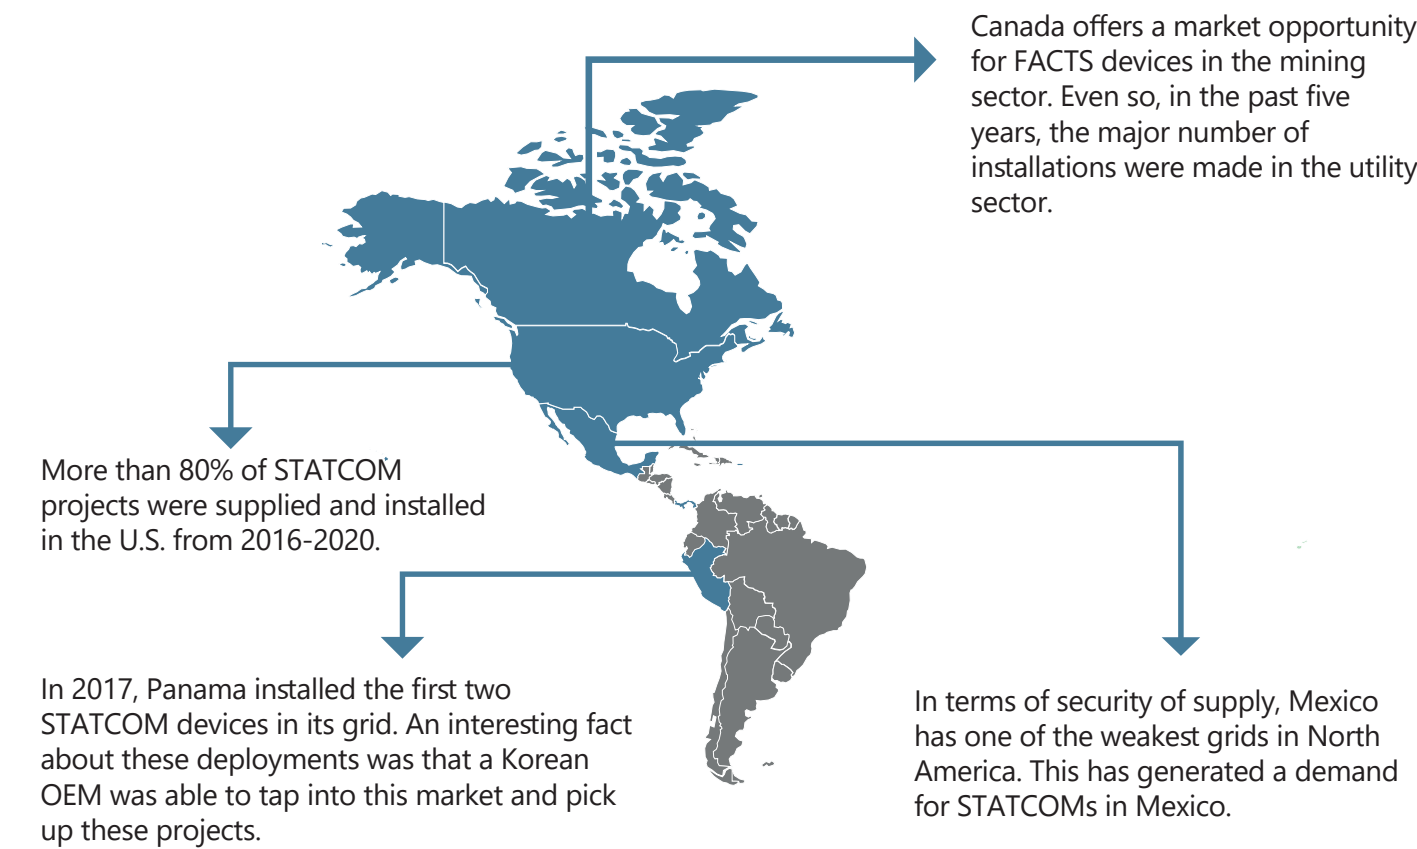 Canada offers a market opportunity
for FACTS devices in the mining
sector. Even so, in the past five
years, the major number of
installations were made in the utility
sector.
More than 80% of STATCOM
projects were supplied and installed
in the U.S. from 2016-2020.
In 2017, Panama installed the first two
STATCOM devices in its grid. An interesting fact
about these deployments was that a Korean
OEM was able to tap into this market and pick
up these projects.
In terms of security of supply, Mexico
has one of the weakest grids in North
America. This has generated a demand
for STATCOMs in Mexico.